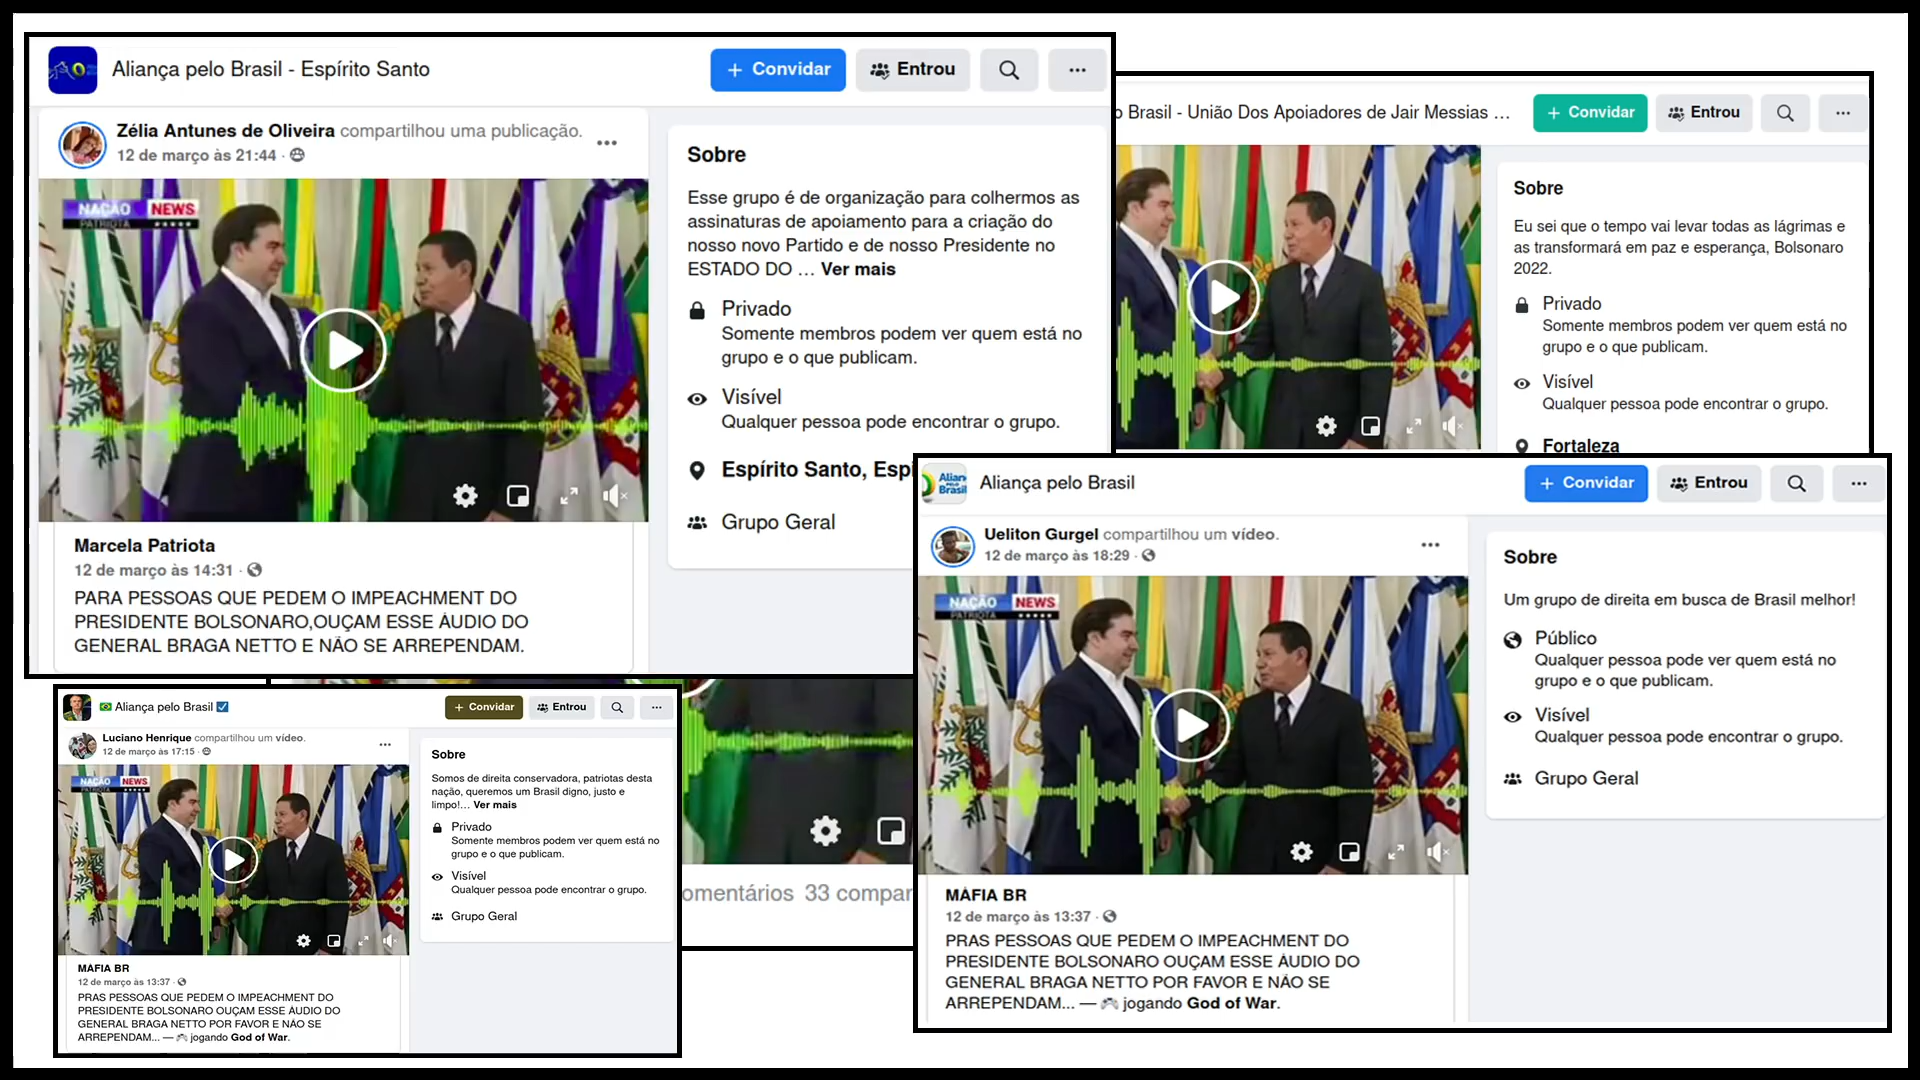 Aliança pelo Brasil - Espírito Santo
+ Convidar
Entrou
Zélia Antunes de Oliveira compartilhou uma publicação.
12 de março às 21:44
NAÇÃO NEWS
PATRIOTA
Marcela Patriota
12 de março às 14:31
PARA PESSOAS QUE PEDEM O IMPEACHMENT DO
PRESIDENTE BOLSONARO,OUÇAM ESSE ÁUDIO DO
GENERAL BRAGA NETTO E NÃO SE ARREPENDAM.
Sobre
Esse grupo é de organização para colhermos as
assinaturas de apoiamento para a criação do
nosso novo Partido e de nosso Presidente no
ESTADO DO … Ver mais
Privado
Somente membros podem ver quem está no
grupo e o que publicam.
Visível
Qualquer pessoa pode encontrar o grupo.
Espírito Santo, Espí
Grupo Geral
o Brasil - União Dos Apoiadores de Jair Messias …
+ Convidar
Entrou
Sobre
Eu sei que o tempo vai levar todas as lágrimas e
as transformará em paz e esperança, Bolsonaro
2022.
Privado
Somente membros podem ver quem está no
grupo e o que publicam.
Visível
Qualquer pessoa pode encontrar o grupo.
Fortaleza
🇧🇷 Aliança pelo Brasil ☑
+ Convidar
Entrou
Luciano Henrique compartilhou um vídeo.
12 de março às 17:15
NAÇÃO NEWS
PATRIOTA
MÁFIA BR
12 de março às 13:37
PRAS PESSOAS QUE PEDEM O IMPEACHMENT DO
PRESIDENTE BOLSONARO OUÇAM ESSE ÁUDIO DO
GENERAL BRAGA NETTO POR FAVOR E NÃO SE
ARREPENDAM... — 🎮 jogando God of War.
Sobre
Somos de direita conservadora, patriotas desta
nação, queremos um Brasil digno, justo e
limpo!… Ver mais
Privado
Somente membros podem ver quem está no
grupo e o que publicam.
Visível
Qualquer pessoa pode encontrar o grupo.
Grupo Geral
omentários 33 compar
Alian
PELO
Brasil
Aliança pelo Brasil
+ Convidar
Entrou
Ueliton Gurgel compartilhou um vídeo.
12 de março às 18:29
NAÇÃO NEWS
PATRIOTA
MÁFIA BR
12 de março às 13:37
PRAS PESSOAS QUE PEDEM O IMPEACHMENT DO
PRESIDENTE BOLSONARO OUÇAM ESSE ÁUDIO DO
GENERAL BRAGA NETTO POR FAVOR E NÃO SE
ARREPENDAM... — 🎮 jogando God of War.
Sobre
Um grupo de direita em busca de Brasil melhor!
Público
Qualquer pessoa pode ver quem está no
grupo e o que publicam.
Visível
Qualquer pessoa pode encontrar o grupo.
Grupo Geral